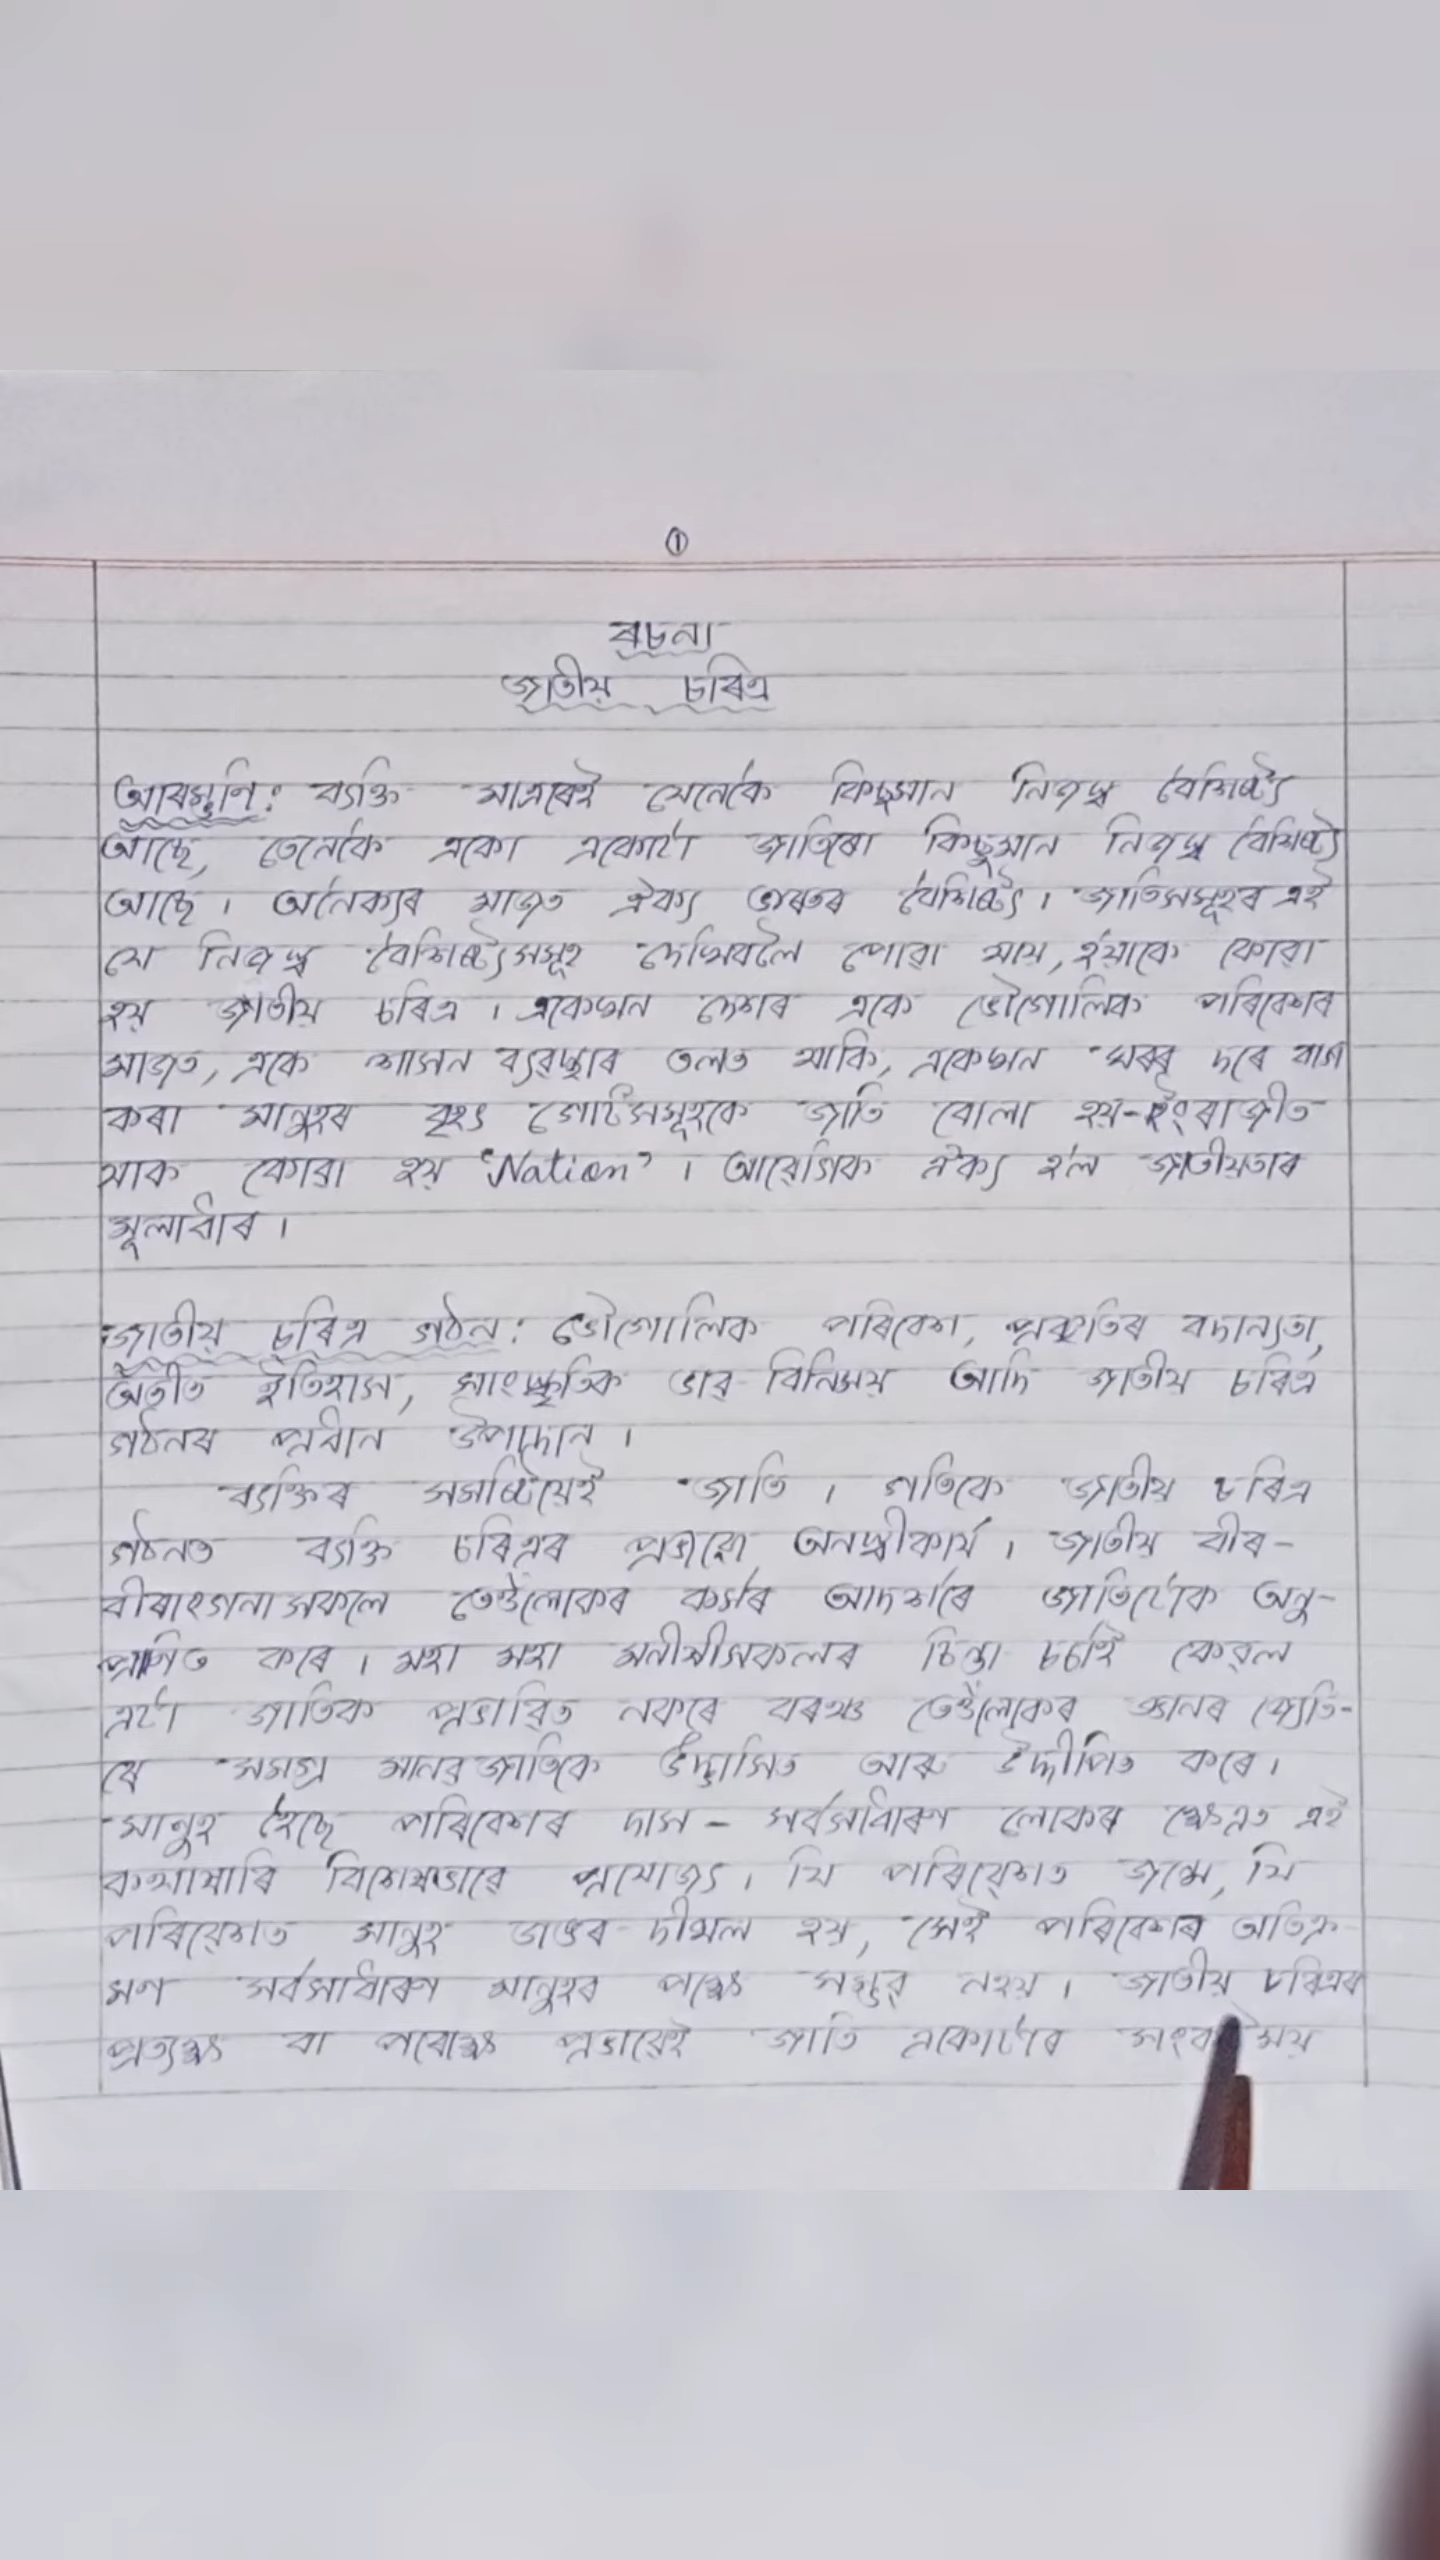 ①
ৰচনা
জাতীয় চৰিত্ৰ
আৰম্ভণি: ব্যক্তি মাত্ৰৰেই যেনেকৈ কিছুমান নিজস্ব বৈশিষ্ট্য
আছে, তেনেকৈ একো একোটা জাতিৰো কিছুমান নিজস্ব বৈশিষ্ট্য
আছে। অনৈক্যৰ মাজত ঐক্য ভাৰতৰ বৈশিষ্ট্য। জাতিসমূহৰ এই
যে নিজস্ব বৈশিষ্ট্যসমূহ দেখিবলৈ পোৱা যায়, ইয়াকে কোৱা
হয় জাতীয় চৰিত্ৰ। একেখন দেশৰ একে ভৌগোলিক পৰিবেশৰ
মাজত, একে শাসন ব্যৱস্থাৰ তলত থাকি, একেখন ঘৰৰ দৰে বাস
কৰা মানুহৰ বৃহৎ গোটসমূহকে জাতি বোলা হয়-ইংৰাজীত
যাক কোৱা হয় 'Nation'। আৱেগিক ঐক্য হ'ল জাতীয়তাৰ
মূলাধাৰ।
জাতীয় চৰিত্ৰ গঠন: ভৌগোলিক পৰিবেশ, প্ৰকৃতিৰ বদান্যতা,
অতীত ইতিহাস, সাংস্কৃতিক ভাৱ-বিনিময় আদি জাতীয় চৰিত্ৰ
গঠনৰ প্ৰধান উপাদান।
ব্যক্তিৰ সমষ্টিয়েই জাতি। গতিকে জাতীয় চৰিত্ৰ
গঠনত ব্যক্তি চৰিত্ৰৰ প্ৰভাৱো অনস্বীকাৰ্য। জাতীয় বীৰ-
বীৰাংগনাসকলে তেওঁলোকৰ কৰ্মৰ আদৰ্শৰে জাতিটোক অনু-
প্ৰাণিত কৰে। মহা মহা মনীষীসকলৰ চিন্তা চৰ্চাই কেৱল
এটা জাতিক প্ৰভাৱিত নকৰে বৰঞ্চ তেওঁলোকৰ জ্ঞানৰ জ্যোতি-
ৰে সমগ্ৰ মানৱজাতিকে উদ্ভাসিত আৰু উদ্দীপিত কৰে।
মানুহ হৈছে পৰিবেশৰ দাস - সৰ্বসাধাৰণ লোকৰ ক্ষেত্ৰত এই
কথাষাৰি বিশেষভাৱে প্ৰযোজ্য। যি পৰিৱেশত জন্মে, যি
পৰিৱেশত মানুহ ডাঙৰ দীঘল হয়, সেই পৰিবেশৰ অতিক্ৰ
মণ সৰ্বসাধাৰণ মানুহৰ পক্ষে সম্ভৱ নহয়। জাতীয় চৰিত্ৰৰ
প্ৰত্যক্ষ বা পৰোক্ষ প্ৰভাৱেই জাতি একোটাৰ